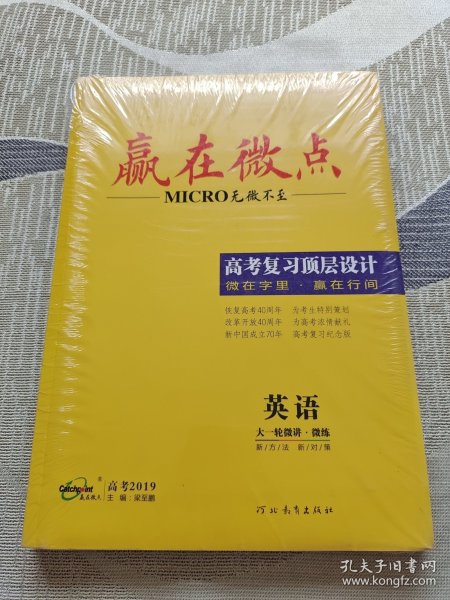 赢在微点
MICRO无微不至
高考复习顶层设计
微在字里·赢在行间
恢复高考40周年 为考生特别策划
改革开放40周年 为高考浓情献礼
新中国成立70年 高考复习纪念版
英语
大一轮微讲·微练
新/方/法 新/对/策
Catchpoint®
赢在微点
高考2019
主编:梁至鹏
河北教育出版社
孔夫子旧书网
www.kongfz.com